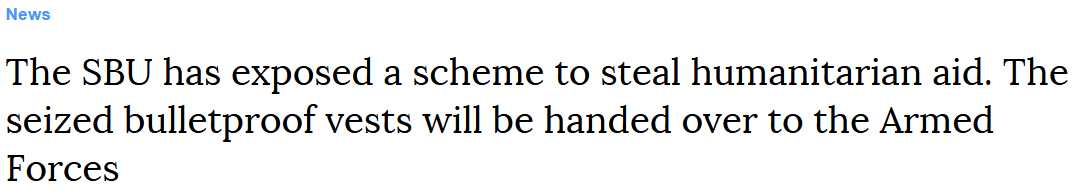 News
The SBU has exposed a scheme to steal humanitarian aid. The
seized bulletproof vests will be handed over to the Armed
Forces